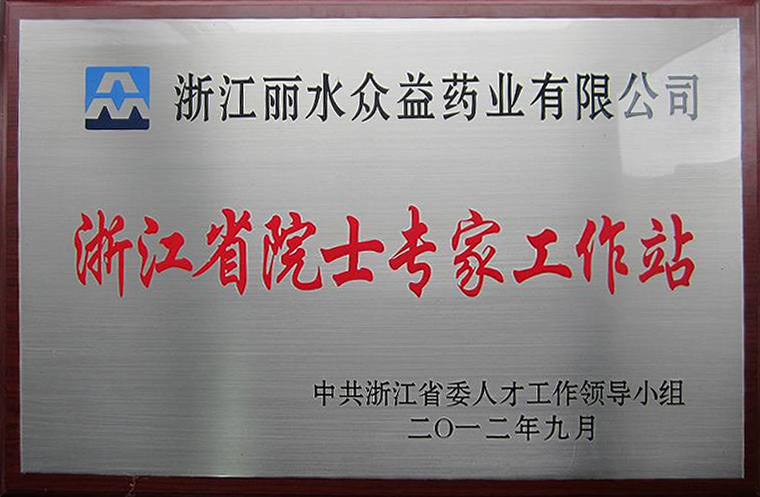 浙江丽水众益药业有限公司
浙江省院士专家工作站
中共浙江省委人才工作领导小组
二〇一二年九月